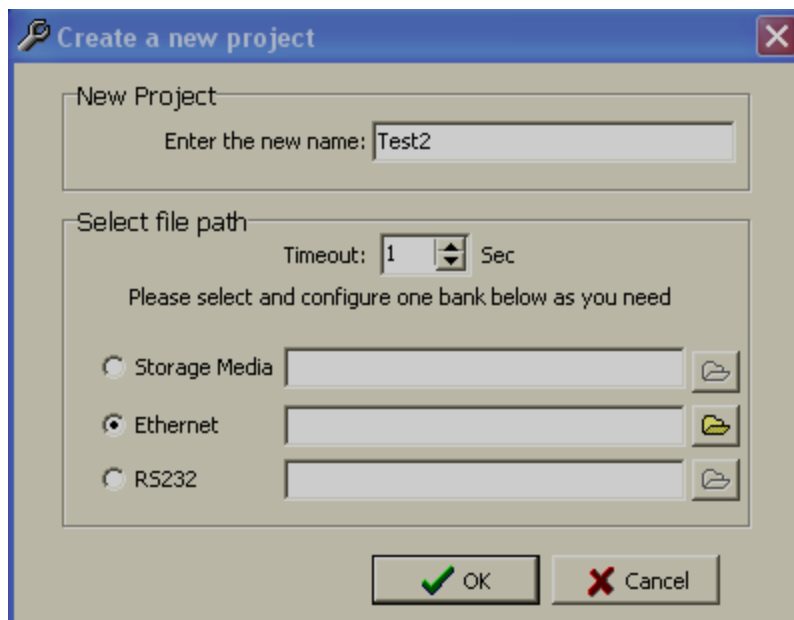 Create a new project
New Project
Enter the new name: Test2
Select file path
Timeout: 1 Sec
Please select and configure one bank below as you need
Storage Media
Ethernet
RS232
OK Cancel